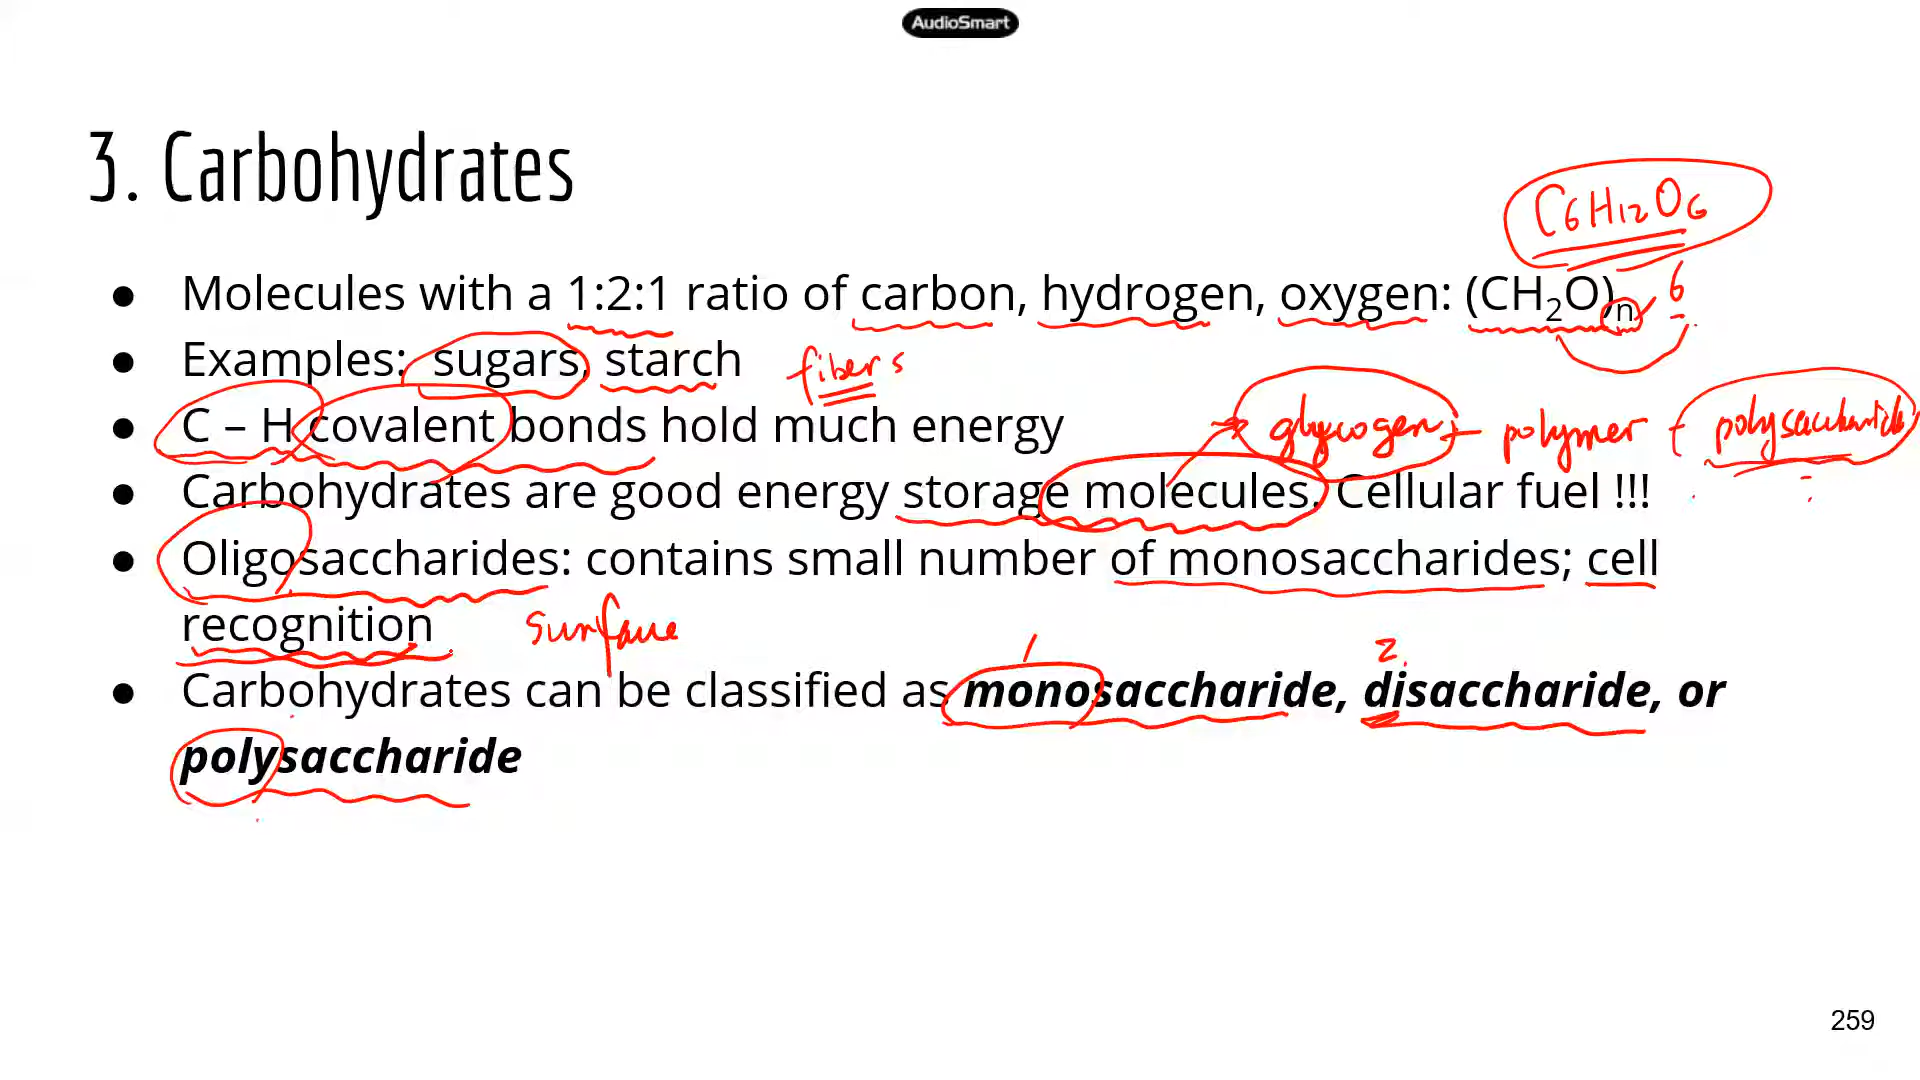 AudioSmart
3. Carbohydrates
C6H12O6
● Molecules with a 1:2:1 ratio of carbon, hydrogen, oxygen: (CH₂O)ₙ 6
● Examples: sugars, starch fibers
● C – H covalent bonds hold much energy
glycogen - polymer - polysaccharide
● Carbohydrates are good energy storage molecules. Cellular fuel !!!
● Oligosaccharides: contains small number of monosaccharides; cell
recognition surface
1 2
● Carbohydrates can be classified as monosaccharide, disaccharide, or
polysaccharide
259